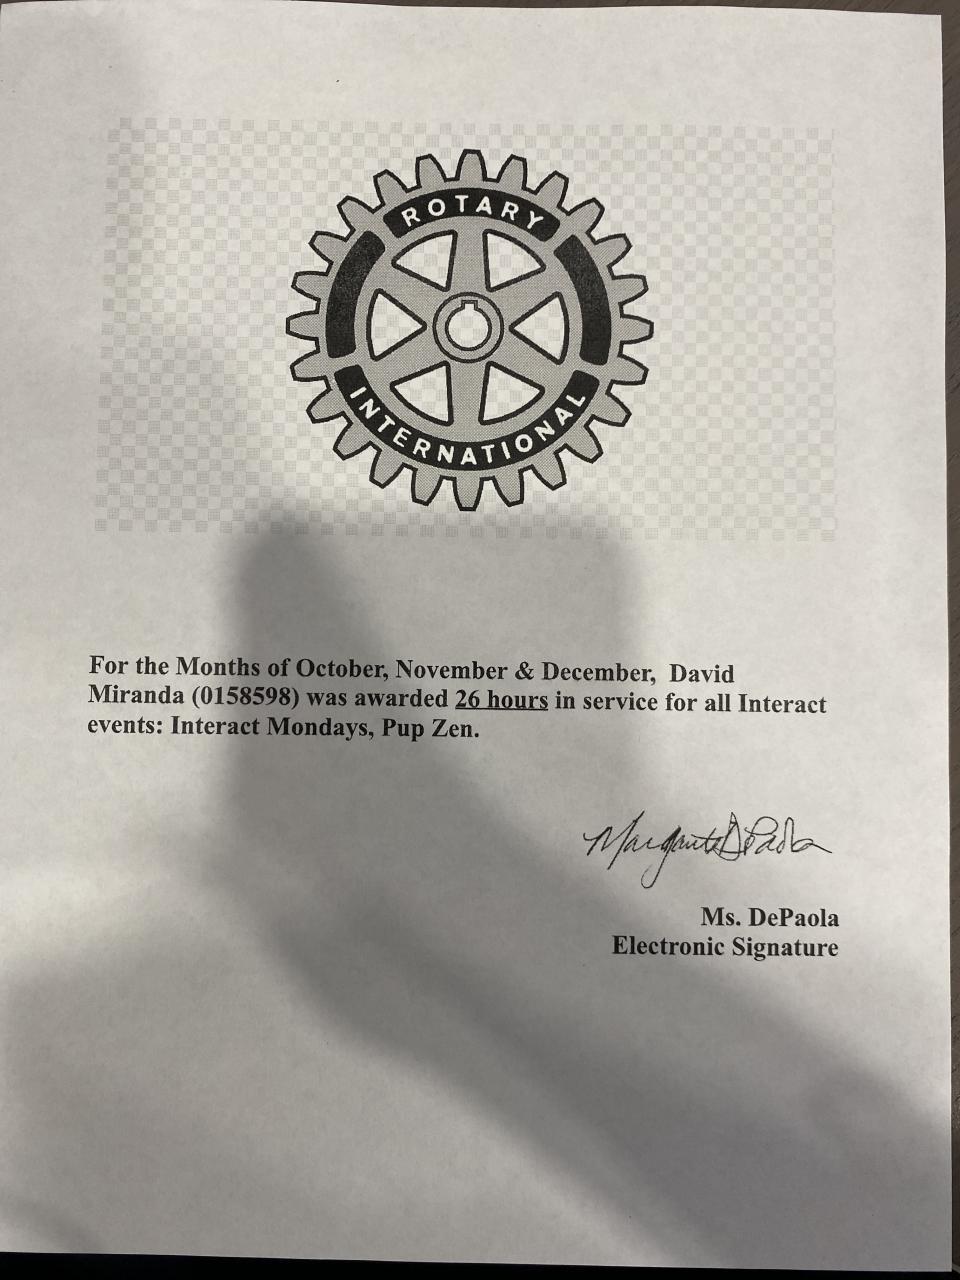 ROTARY
INTERNATIONAL
For the Months of October, November & December, David
Miranda (0158598) was awarded 26 hours in service for all Interact
events: Interact Mondays, Pup Zen.
Ms. DePaola
Electronic Signature